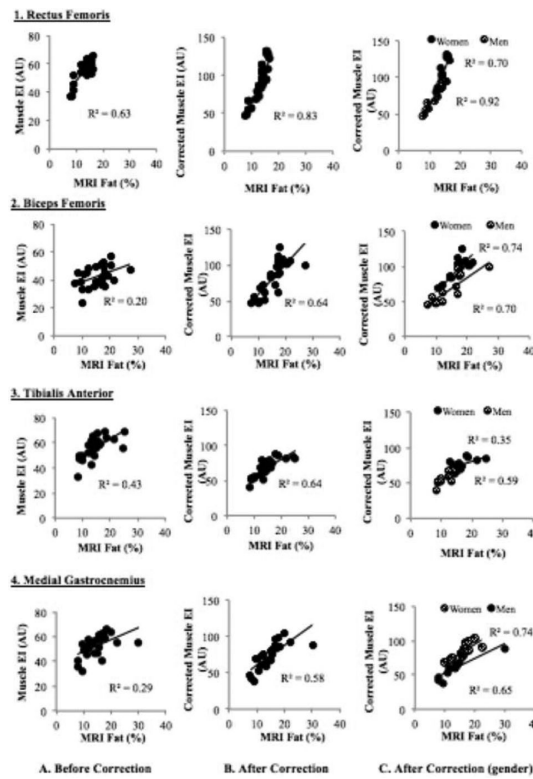 1. Rectus Femoris
Muscle EI (AU)
80
60
40
20
0
R² = 0.63
0 10 20 30 40
MRI Fat (%)
Corrected Muscle EI (AU)
150
100
50
0
R² = 0.83
0 10 20 30 40
MRI Fat (%)
Corrected Muscle EI
(AU)
150
100
50
0
Women Men
R² = 0.70
R² = 0.92
0 10 20 30 40
MRI Fat (%)
2. Biceps Femoris
Muscle EI (AU)
80
60
40
20
0
R² = 0.20
0 10 20 30 40
MRI Fat (%)
Corrected Muscle EI
(AU)
150
100
50
0
R² = 0.64
0 10 20 30 40
MRI Fat (%)
Corrected Muscle EI
(AU)
150
100
50
0
Women Men
R² = 0.74
R² = 0.70
0 10 20 30 40
MRI Fat (%)
3. Tibialis Anterior
Muscle EI (AU)
80
60
40
20
0
R² = 0.43
0 10 20 30 40
MRI Fat (%)
Corrected Muscle EI
(AU)
150
100
50
0
R² = 0.64
0 10 20 30 40
MRI Fat (%)
Corrected Muscle EI
(AU)
150
100
50
0
Women Men
R² = 0.35
R² = 0.59
0 10 20 30 40
MRI Fat (%)
4. Medial Gastrocnemius
Muscle EI (AU)
80
60
40
20
0
R² = 0.29
0 10 20 30 40
MRI Fat (%)
Corrected Muscle EI
(AU)
150
100
50
0
R² = 0.58
0 10 20 30 40
MRI Fat (%)
Corrected Muscle EI
(AU)
150
100
50
0
Women Men
R² = 0.74
R² = 0.65
0 10 20 30 40
MRI Fat (%)
A. Before Correction B. After Correction C. After Correction (gender)